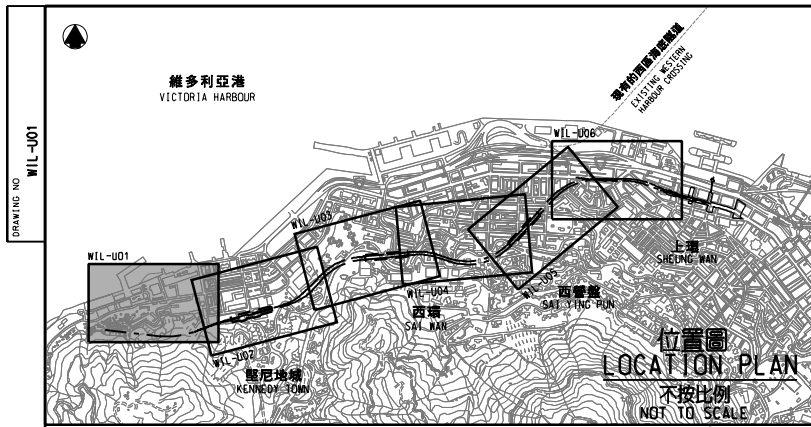 DRAWING NO
WIL-U01
維多利亞港
VICTORIA HARBOUR
現有的西區海底隧道
EXISTING WESTERN
HARBOUR CROSSING
WIL-U06
WIL-U03
WIL-U01
WIL-U04
WIL-U05
WIL-U02
上環
SHEUNG WAN
西營盤
SAI YING PUN
西環
SAI WAN
堅尼地城
KENNEDY TOWN
位置圖
LOCATION PLAN
不按比例
NOT TO SCALE